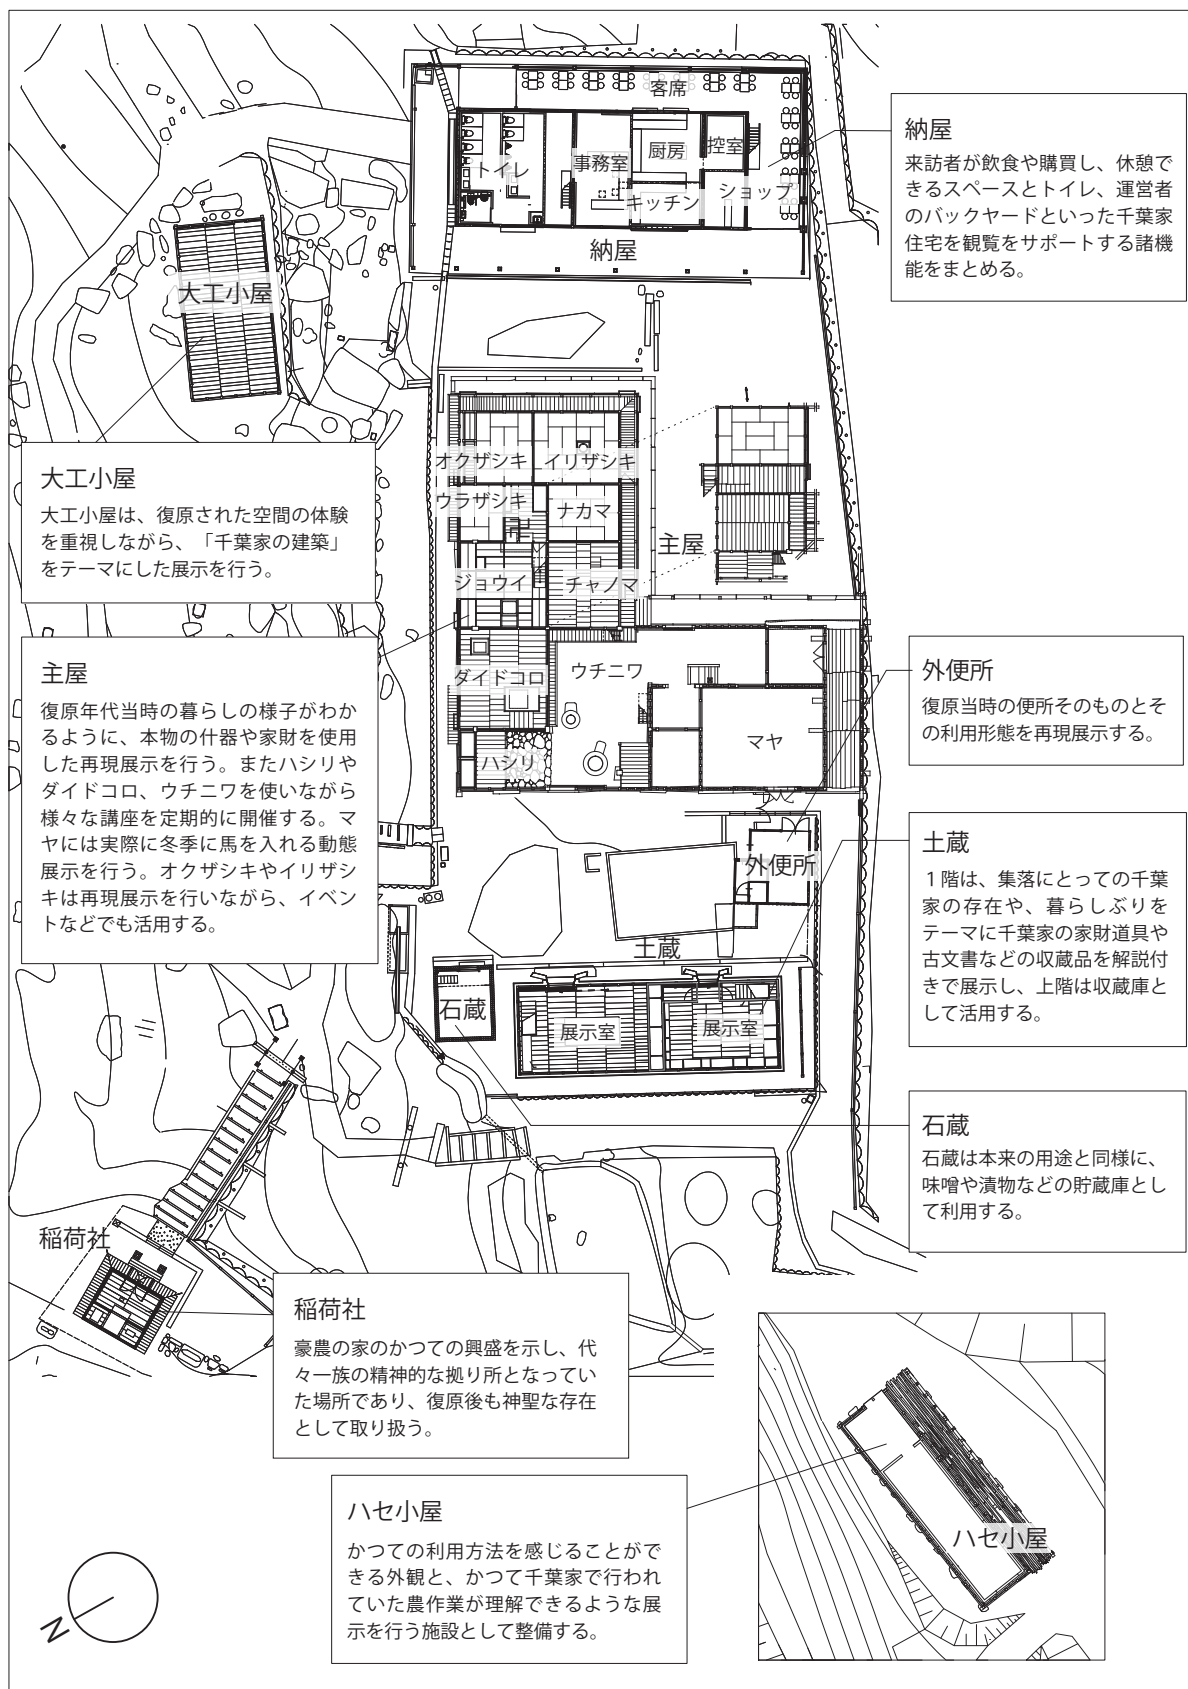 客席
トイレ
事務室
厨房
控室
キッチン
ショップ
納屋
納屋
来訪者が飲食や購買し、休憩で
きるスペースとトイレ、運営者
のバックヤードといった千葉家
住宅を観覧をサポートする諸機
能をまとめる。
大工小屋
大工小屋
大工小屋は、復原された空間の体験
を重視しながら、「千葉家の建築」
をテーマにした展示を行う。
オクザシキ
イリザシキ
ウラザシキ
ナカマ
主屋
ジョウイ
チャノマ
ダイドコロ
ウチニワ
マヤ
ハシリ
主屋
復原年代当時の暮らしの様子がわか
るように、本物の什器や家財を使用
した再現展示を行う。またハシリや
ダイドコロ、ウチニワを使いながら
様々な講座を定期的に開催する。マ
ヤには実際に冬季に馬を入れる動態
展示を行う。オクザシキやイリザシ
キは再現展示を行いながら、イベン
トなどでも活用する。
外便所
復原当時の便所そのものとそ
の利用形態を再現展示する。
外便所
土蔵
土蔵
１階は、集落にとっての千葉
家の存在や、暮らしぶりを
テーマに千葉家の家財道具や
古文書などの収蔵品を解説付
きで展示し、上階は収蔵庫と
して活用する。
石蔵
展示室
展示室
石蔵
石蔵は本来の用途と同様に、
味噌や漬物などの貯蔵庫とし
て利用する。
稲荷社
稲荷社
豪農の家のかつての興盛を示し、代
々一族の精神的な拠り所となってい
た場所であり、復原後も神聖な存在
として取り扱う。
ハセ小屋
かつての利用方法を感じることがで
きる外観と、かつて千葉家で行われ
ていた農作業が理解できるような展
示を行う施設として整備する。
ハセ小屋
N